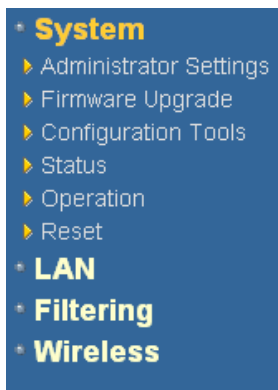 System
Administrator Settings
Firmware Upgrade
Configuration Tools
Status
Operation
Reset
LAN
Filtering
Wireless